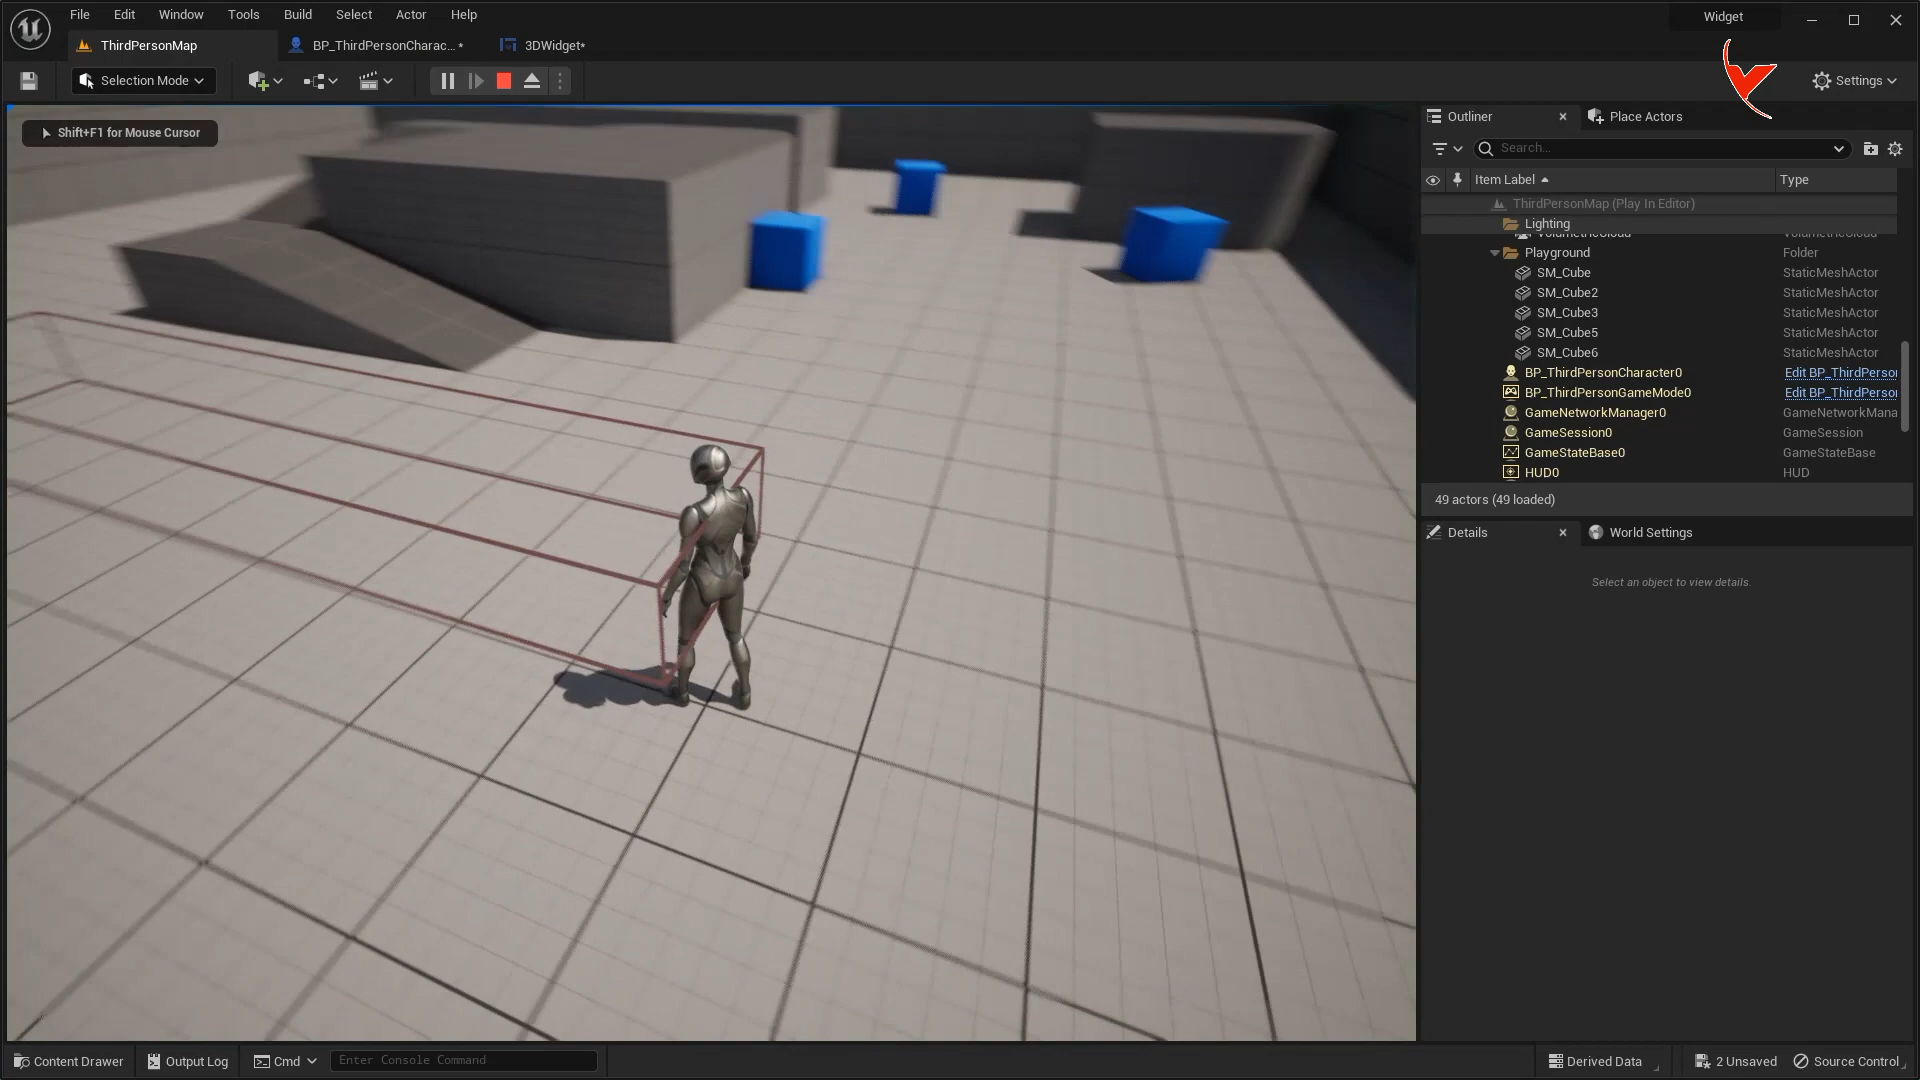 File Edit Window Tools Build Select Actor Help
Widget
ThirdPersonMap
BP_ThirdPersonCharac...*
3DWidget*
Selection Mode
Settings
Shift+F1 for Mouse Cursor
Outliner
Place Actors
Search...
Item Label Type
ThirdPersonMap (Play In Editor)
Lighting
VolumetricCloud VolumetricCloud
Playground Folder
SM_Cube StaticMeshActor
SM_Cube2 StaticMeshActor
SM_Cube3 StaticMeshActor
SM_Cube5 StaticMeshActor
SM_Cube6 StaticMeshActor
BP_ThirdPersonCharacter0 Edit BP_ThirdPerson
BP_ThirdPersonGameMode0 Edit BP_ThirdPerson
GameNetworkManager0 GameNetworkMana
GameSession0 GameSession
GameStateBase0 GameStateBase
HUD0 HUD
49 actors (49 loaded)
Details
World Settings
Select an object to view details.
Content Drawer
Output Log
Cmd
Enter Console Command
Derived Data
2 Unsaved
Source Control